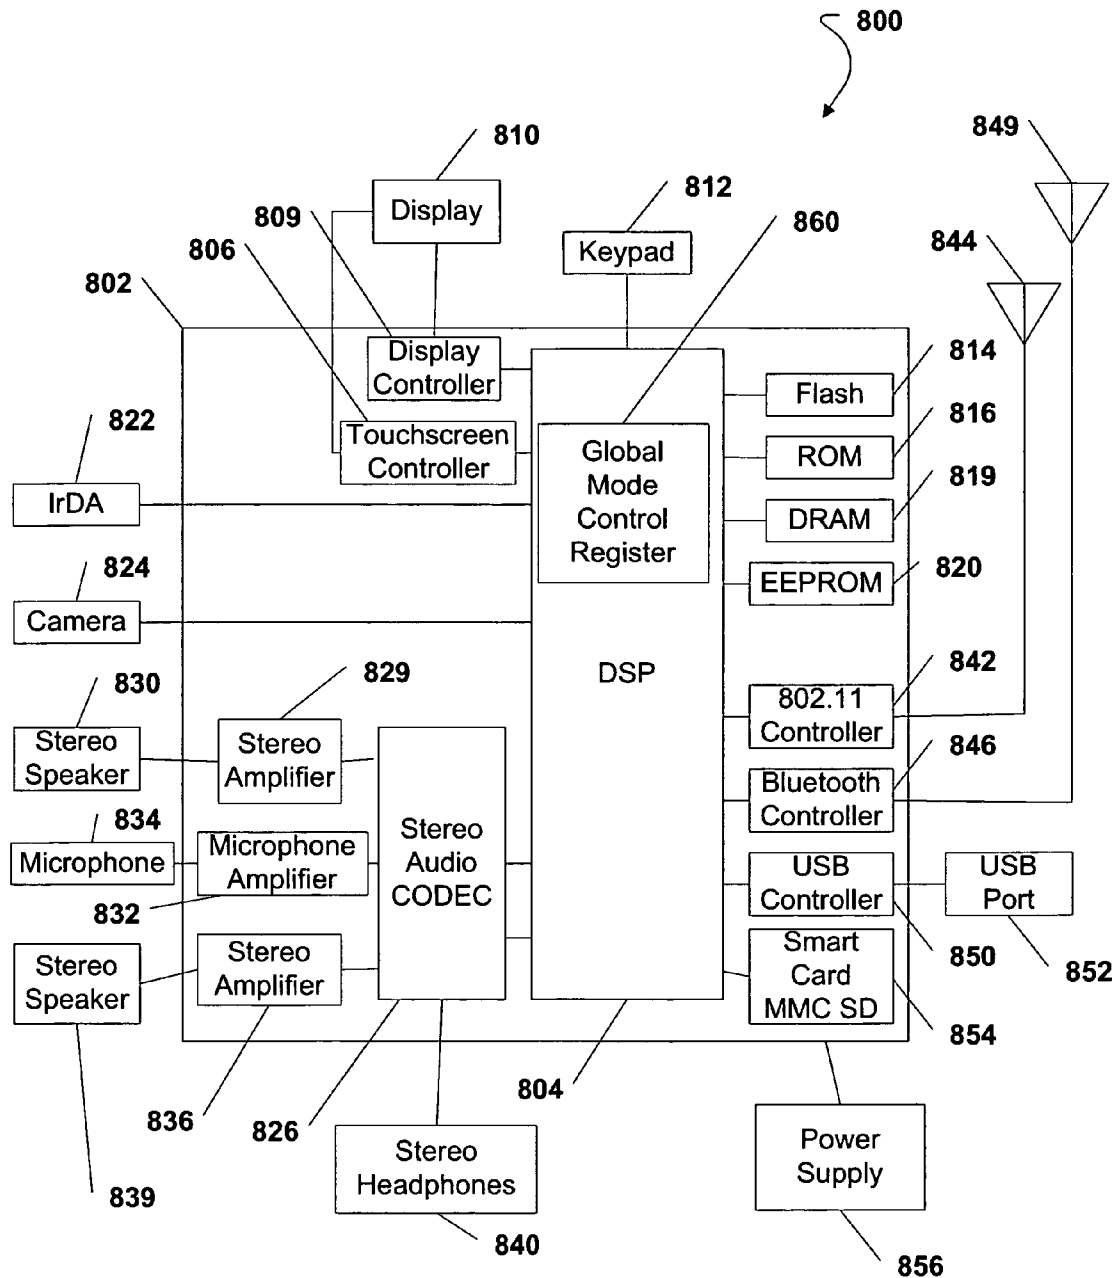 800
849
810
812
809
Display
860
844
806
Keypad
802
Display
Controller
814
Flash
822
Touchscreen
Controller
Global
Mode
Control
Register
816
ROM
IrDA
819
DRAM
824
820
EEPROM
Camera
DSP
830
829
842
802.11
Controller
Stereo
Speaker
Stereo
Amplifier
846
Bluetooth
Controller
834
Stereo
Audio
CODEC
Microphone
Microphone
Amplifier
USB
Controller
USB
Port
832
850
Stereo
Speaker
Stereo
Amplifier
Smart
Card
MMC SD
852
854
804
836
826
Stereo
Headphones
Power
Supply
839
840
856